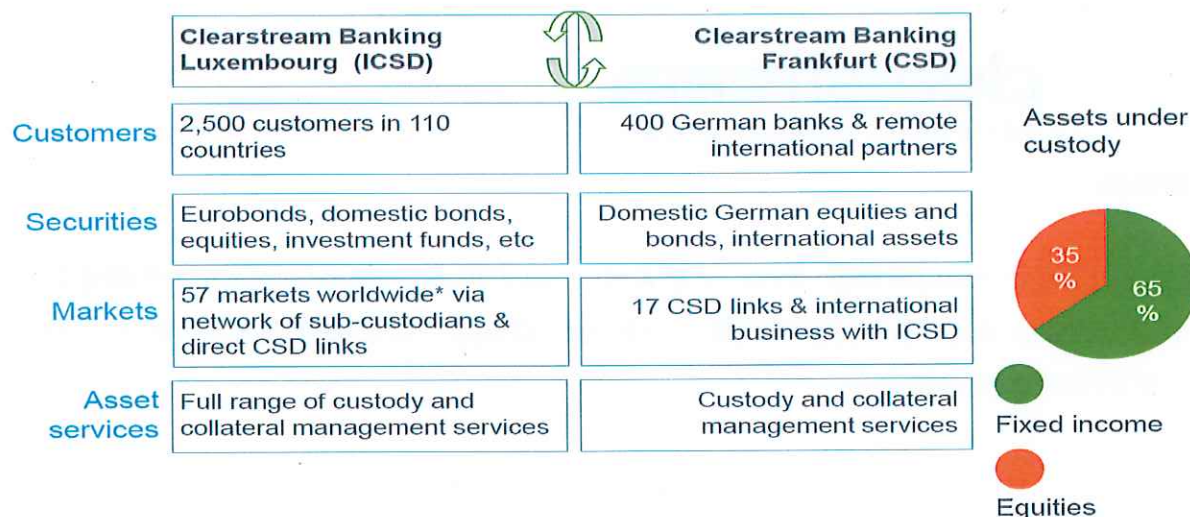 Clearstream Banking
Luxembourg (ICSD)
Clearstream Banking
Frankfurt (CSD)
Customers
2,500 customers in 110
countries
400 German banks & remote
international partners
Securities
Eurobonds, domestic bonds,
equities, investment funds, etc
Domestic German equities and
bonds, international assets
Markets
57 markets worldwide* via
network of sub-custodians &
direct CSD links
17 CSD links & international
business with ICSD
Asset
services
Full range of custody and
collateral management services
Custody and collateral
management services
Assets under
custody
35
%
65
%
Fixed income
Equities